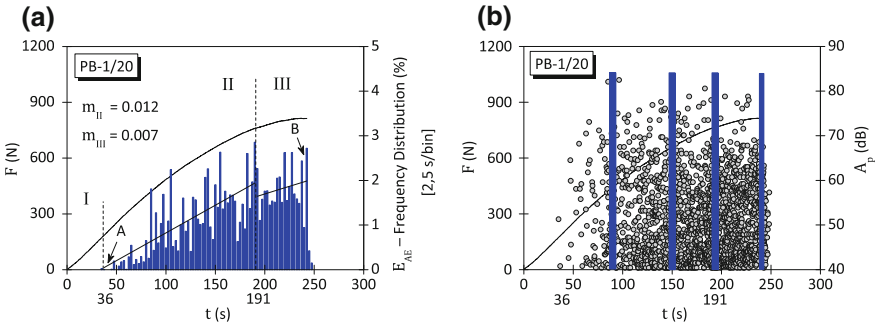 (a)
1200
900
600
300
0
F (N)
PB-1/20
m_II = 0.012
m_III = 0.007
I
II
III
A
B
5
4
3
2
1
0
E_AE – Frequency Distribution (%)
[2,5 s/bin]
0
50
100
150
200
250
300
36
191
t (s)
(b)
1200
900
600
300
0
F (N)
PB-1/20
90
80
70
60
50
40
A_p (dB)
0
50
100
150
200
250
300
36
191
t (s)